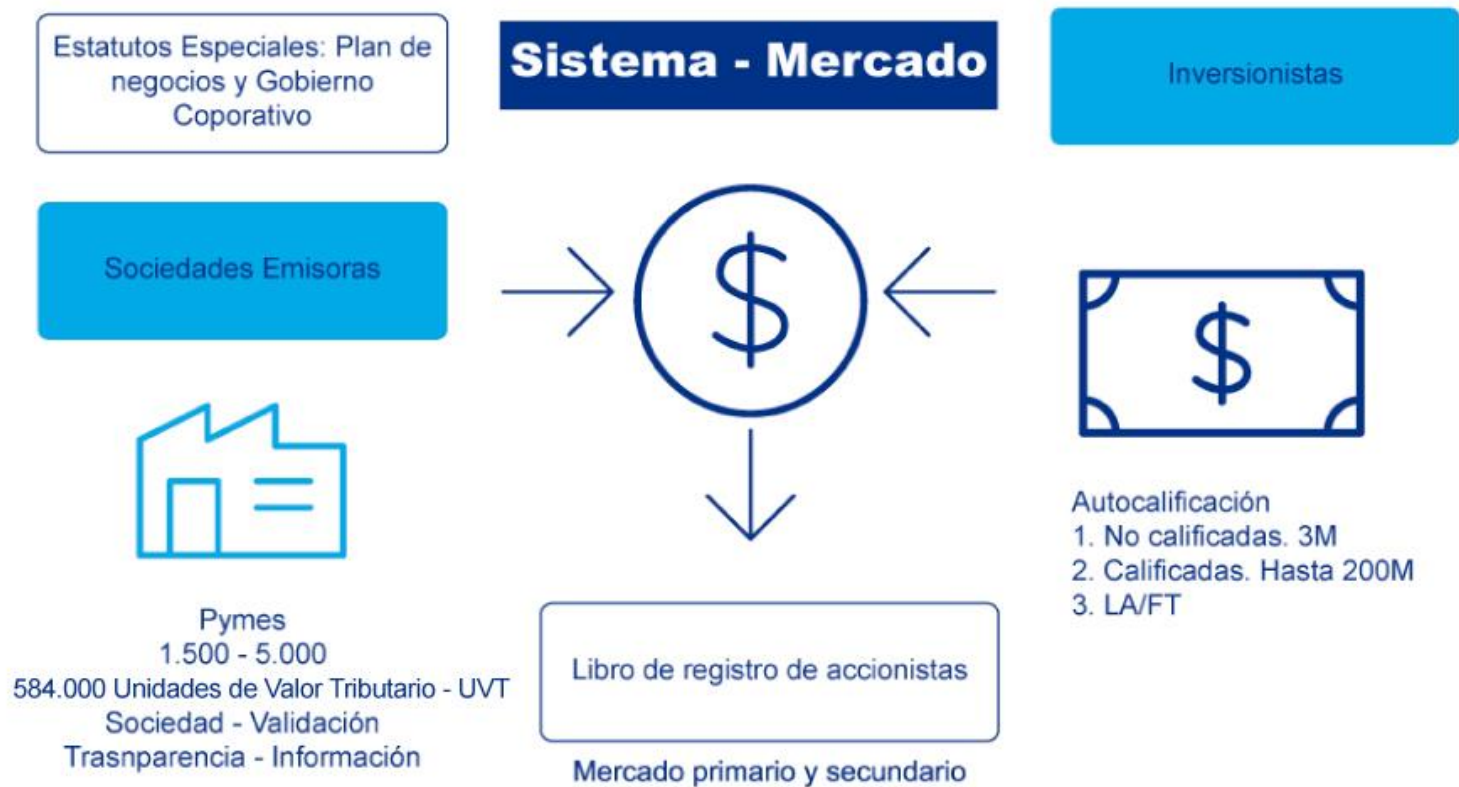 Estatutos Especiales: Plan de
negocios y Gobierno
Coporativo
Sistema - Mercado
Inversionistas
Sociedades Emisoras
$
$
Pymes
1.500 - 5.000
584.000 Unidades de Valor Tributario - UVT
Sociedad - Validación
Trasnparencia - Información
Libro de registro de accionistas
Mercado primario y secundario
Autocalificación
1. No calificadas. 3M
2. Calificadas. Hasta 200M
3. LA/FT